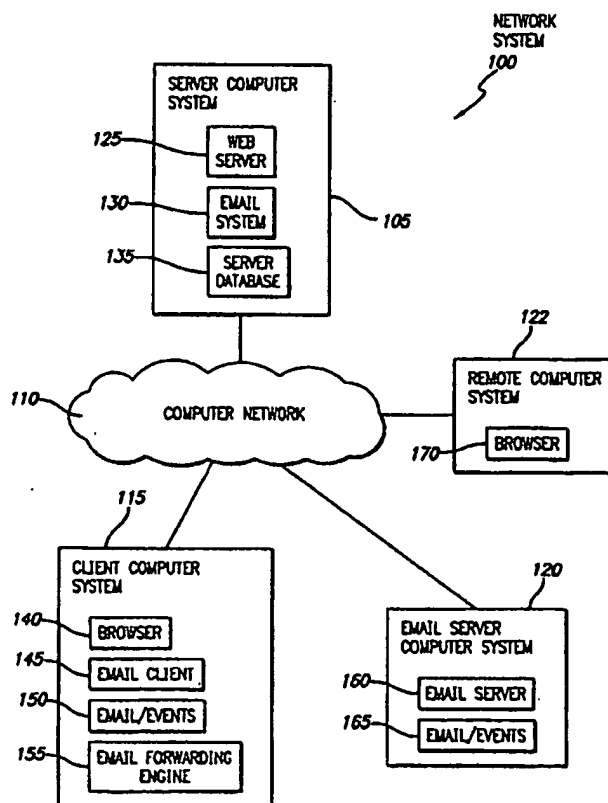 NETWORK
SYSTEM
100
SERVER COMPUTER
SYSTEM
125
WEB
SERVER
130
EMAIL
SYSTEM
105
135
SERVER
DATABASE
122
110
COMPUTER NETWORK
REMOTE COMPUTER
SYSTEM
170
BROWSER
115
CLIENT COMPUTER
SYSTEM
140
BROWSER
145
EMAIL CLIENT
150
EMAIL/EVENTS
155
EMAIL FORWARDING
ENGINE
120
EMAIL SERVER
COMPUTER SYSTEM
160
EMAIL SERVER
165
EMAIL/EVENTS